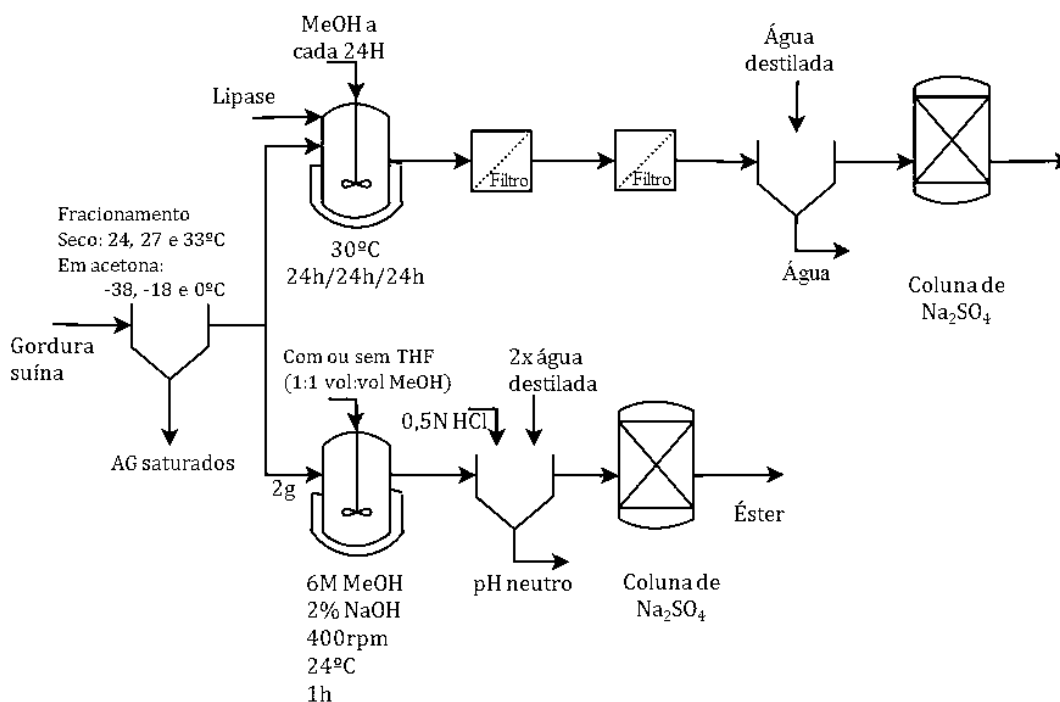 MeOH a
cada 24H
Lipase
Água
destilada
Filtro
Filtro
Fracionamento
Seco: 24, 27 e 33ºC
Em acetona:
-38, -18 e 0ºC
30ºC
24h/24h/24h
Água
Coluna de
Na₂SO₄
Gordura
suína
Com ou sem THF
(1:1 vol:vol MeOH)
2x água
destilada
0,5N HCl
AG saturados
2g
Éster
6M MeOH
2% NaOH
400rpm
24ºC
1h
pH neutro
Coluna de
Na₂SO₄